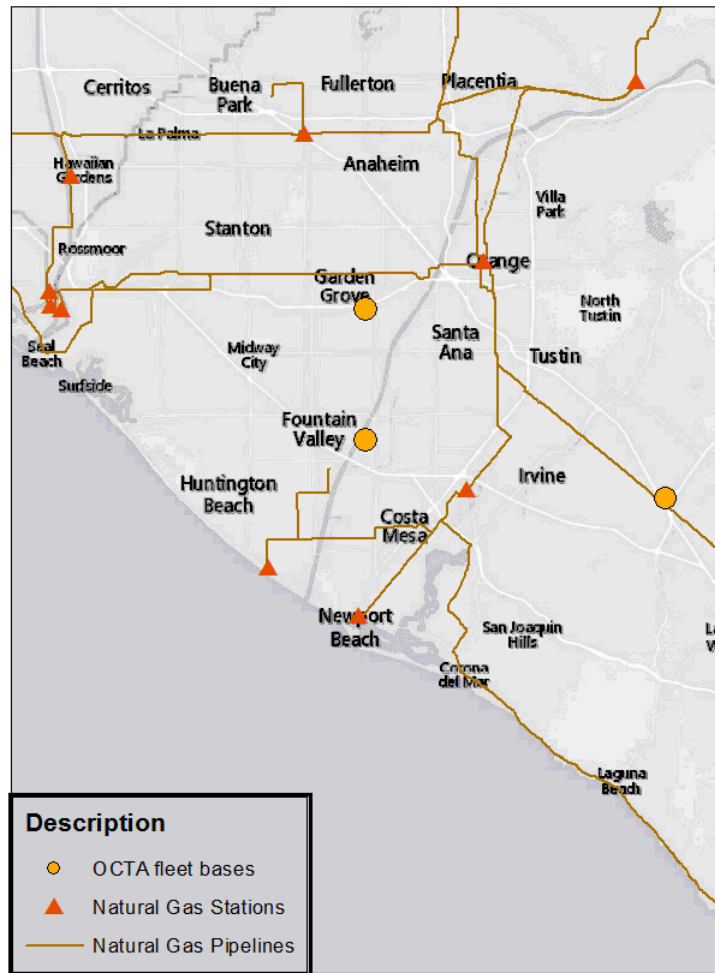 Cerritos
Buena
Park
Fullerton
Placentia
La Palma
Hawaiian
Gardens
Anaheim
Villa
Park
Stanton
Rossmoor
Orange
Garden
Grove
North
Tustin
Santa
Ana
Seal
Beach
Midway
City
Tustin
Surfside
Fountain
Valley
Huntington
Beach
Irvine
Costa
Mesa
Newport
Beach
San Joaquin
Hills
La
W
Corona
del Mar
Laguna
Beach
Description
OCTA fleet bases
Natural Gas Stations
Natural Gas Pipelines